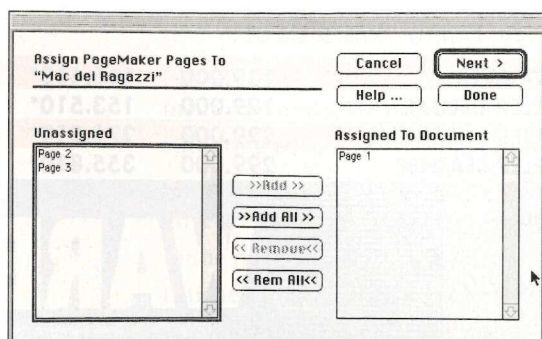 Assign PageMaker Pages To
“Mac dei Ragazzi”
Cancel
Next >
Help ...
Done
Unassigned
Assigned To Document
Page 2
Page 3
Page 1
>>Add >>
>>Add All >>
<< Remove<<
<< Rem All<<